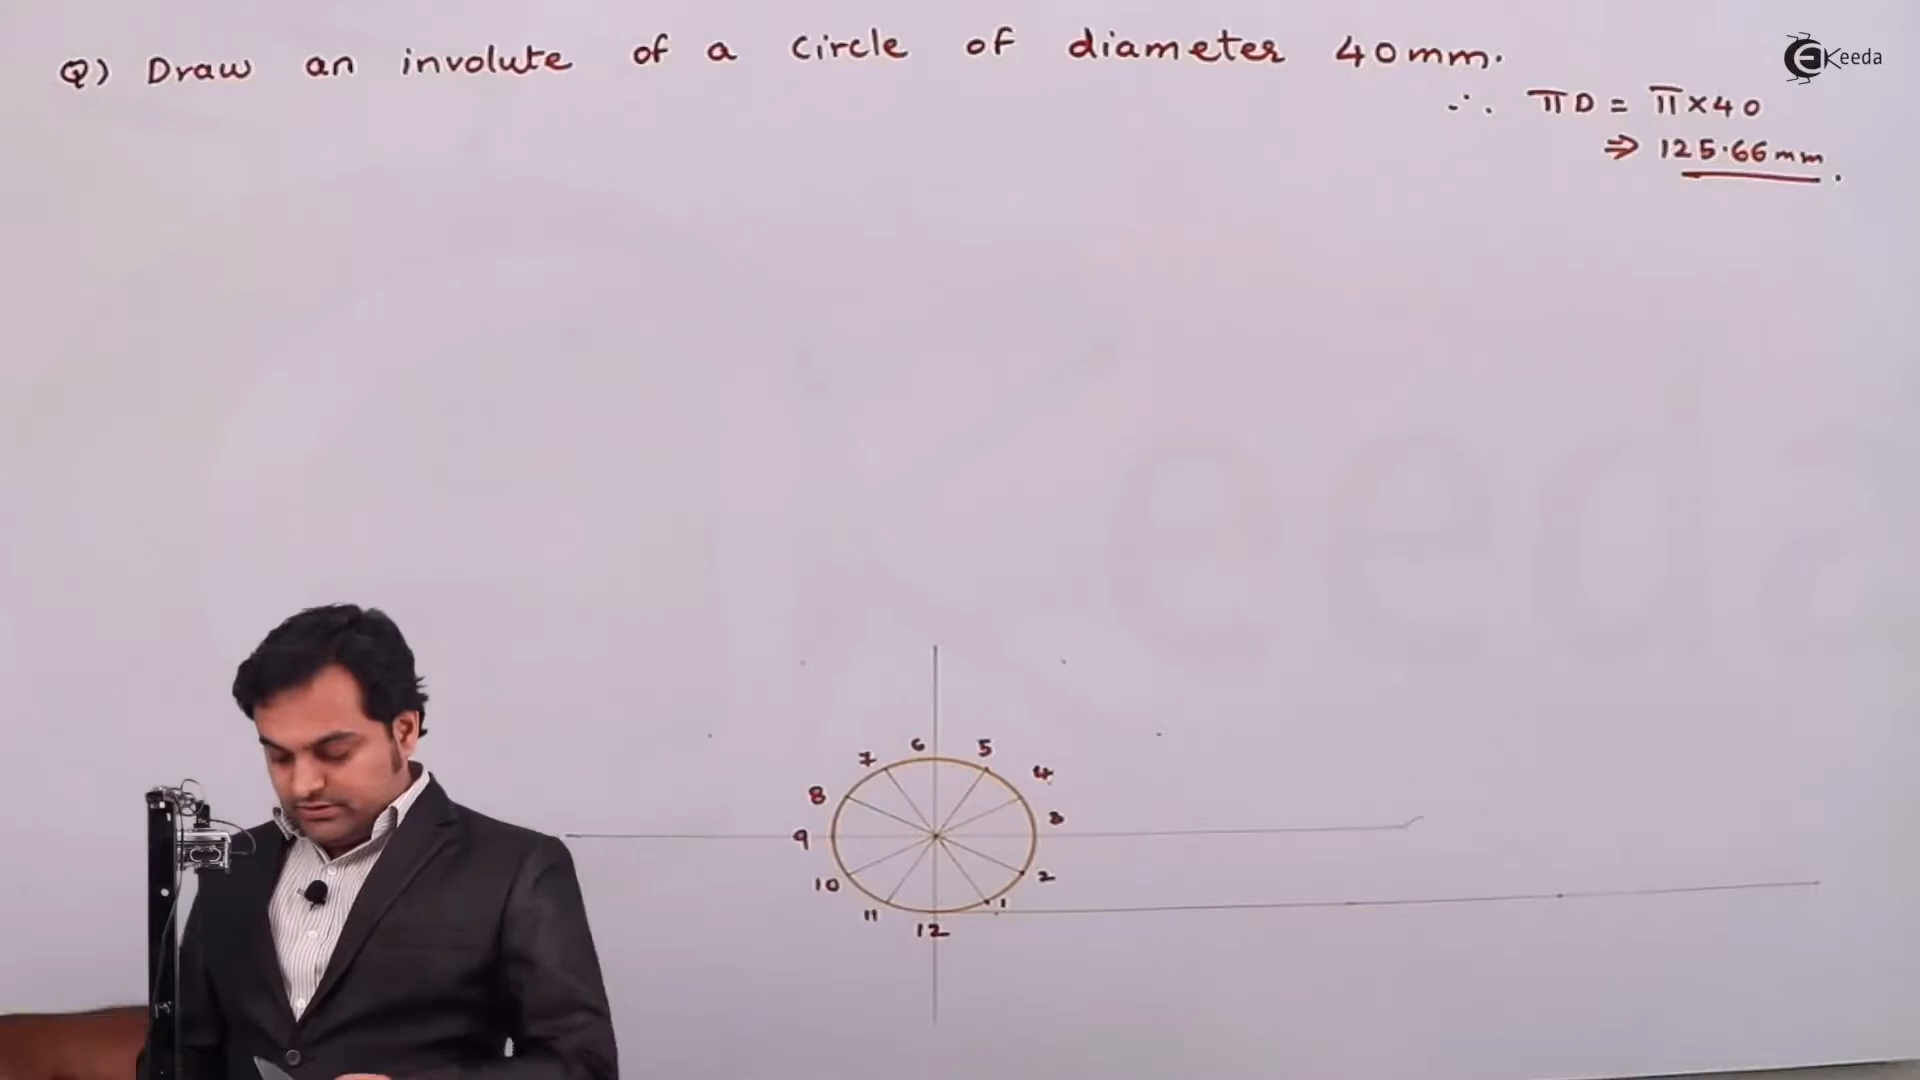 Q) Draw an involute of a circle of diameter 40mm.
∴ πD = π×40
⇒ 125.66mm.
Keeda
6 5
7 4
8 3
9 2
10 1
11
12